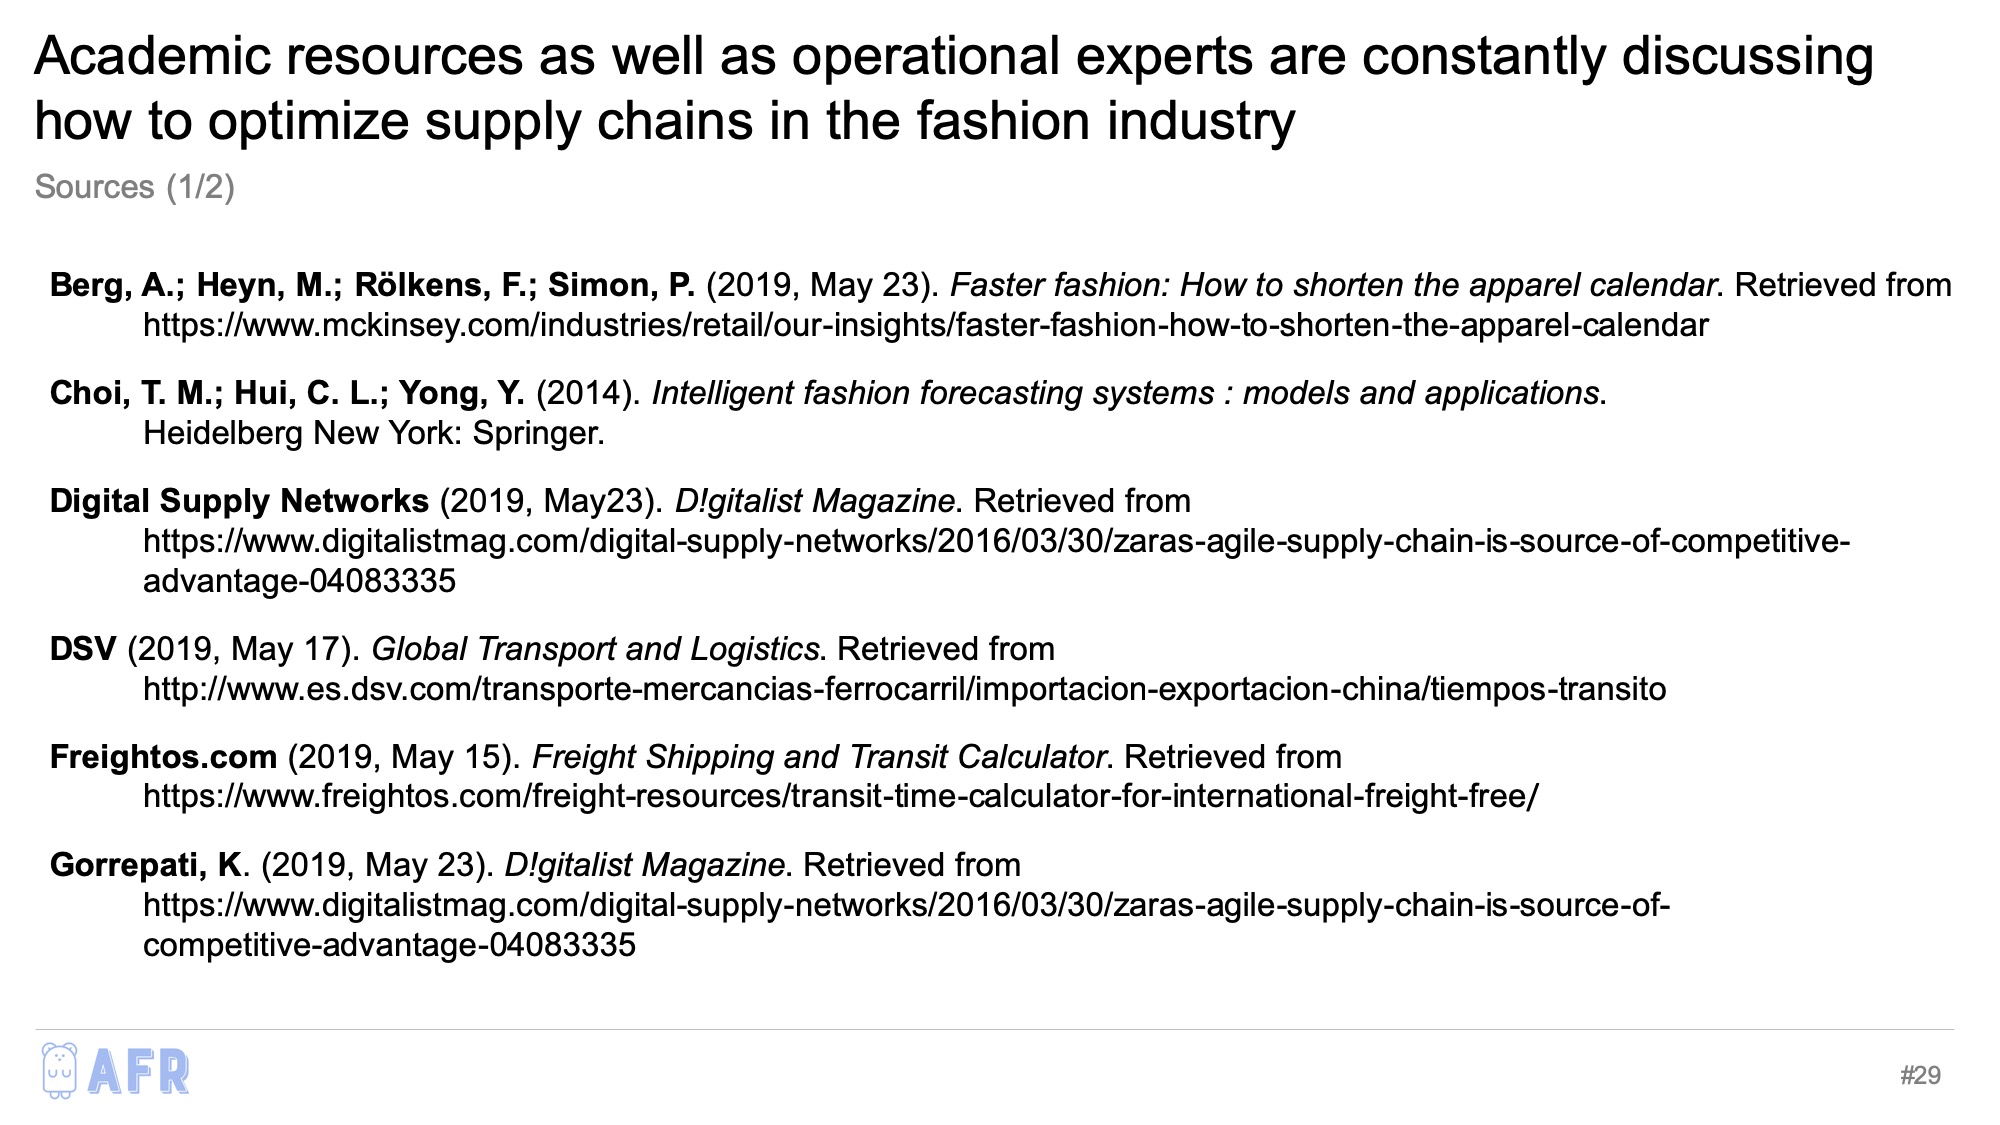 Academic resources as well as operational experts are constantly discussing
how to optimize supply chains in the fashion industry
Sources (1/2)
Berg, A.; Heyn, M.; Rölkens, F.; Simon, P. (2019, May 23). Faster fashion: How to shorten the apparel calendar. Retrieved from
https://www.mckinsey.com/industries/retail/our-insights/faster-fashion-how-to-shorten-the-apparel-calendar
Choi, T. M.; Hui, C. L.; Yong, Y. (2014). Intelligent fashion forecasting systems : models and applications.
Heidelberg New York: Springer.
Digital Supply Networks (2019, May23). D!gitalist Magazine. Retrieved from
https://www.digitalistmag.com/digital-supply-networks/2016/03/30/zaras-agile-supply-chain-is-source-of-competitive-
advantage-04083335
DSV (2019, May 17). Global Transport and Logistics. Retrieved from
http://www.es.dsv.com/transporte-mercancias-ferrocarril/importacion-exportacion-china/tiempos-transito
Freightos.com (2019, May 15). Freight Shipping and Transit Calculator. Retrieved from
https://www.freightos.com/freight-resources/transit-time-calculator-for-international-freight-free/
Gorrepati, K. (2019, May 23). D!gitalist Magazine. Retrieved from
https://www.digitalistmag.com/digital-supply-networks/2016/03/30/zaras-agile-supply-chain-is-source-of-
competitive-advantage-04083335
AFR
#29